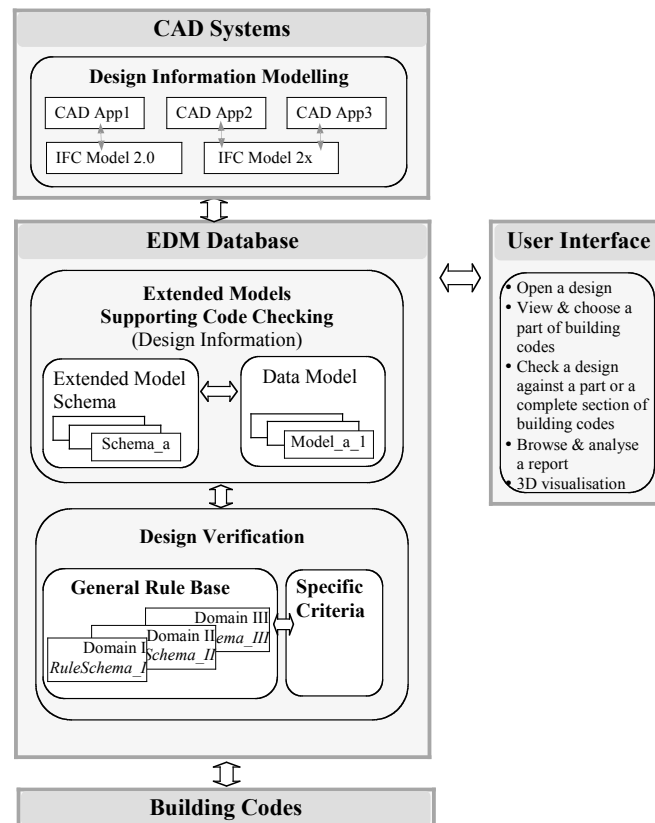 CAD Systems
Design Information Modelling
CAD App1
CAD App2
CAD App3
IFC Model 2.0
IFC Model 2x
EDM Database
Extended Models
Supporting Code Checking
(Design Information)
Extended Model
Schema
Schema_a
Data Model
Model_a_1
Design Verification
General Rule Base
Domain III
ema_III
Domain II
Schema_II
Domain I
RuleSchema_I
Specific
Criteria
User Interface
• Open a design
• View & choose a
part of building
codes
• Check a design
against a part or a
complete section of
building codes
• Browse & analyse
a report
• 3D visualisation
Building Codes